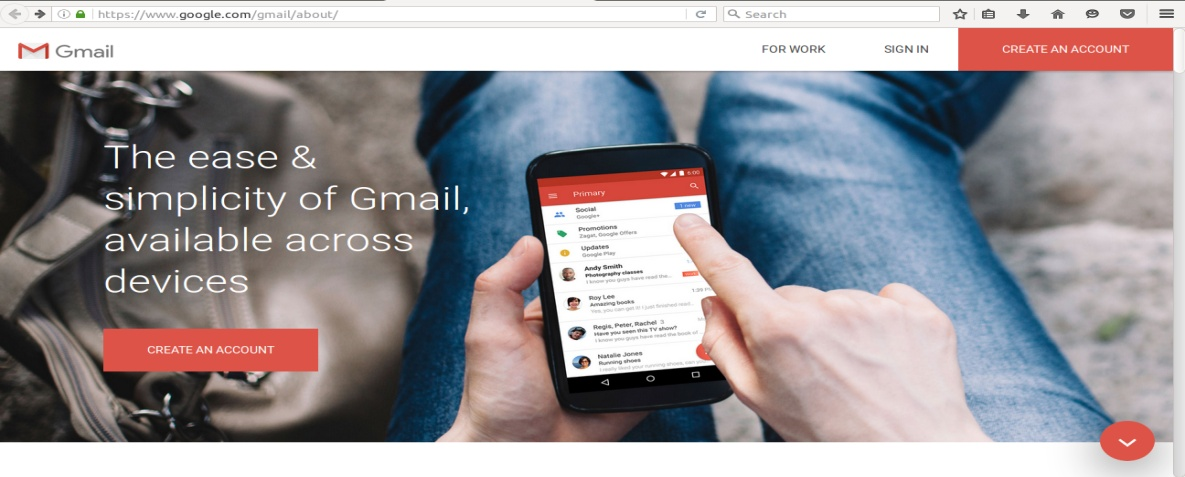 https://www.google.com/gmail/about/
Search
Gmail
FOR WORK
SIGN IN
CREATE AN ACCOUNT
The ease &
simplicity of Gmail,
available across
devices
CREATE AN ACCOUNT
6:00
Primary
Social
1 new
Google+
Promotions
Zagat, Google Offers
Updates
Google Play
Andy Smith
Photography classes
I know you guys have read the...
Roy Lee
Amazing books
Yes, you can get it! I just finished read...
Regis, Peter, Rachel 3
Have you seen this TV show?
I know you guys have read the book of
Natalie Jones
Running shoes